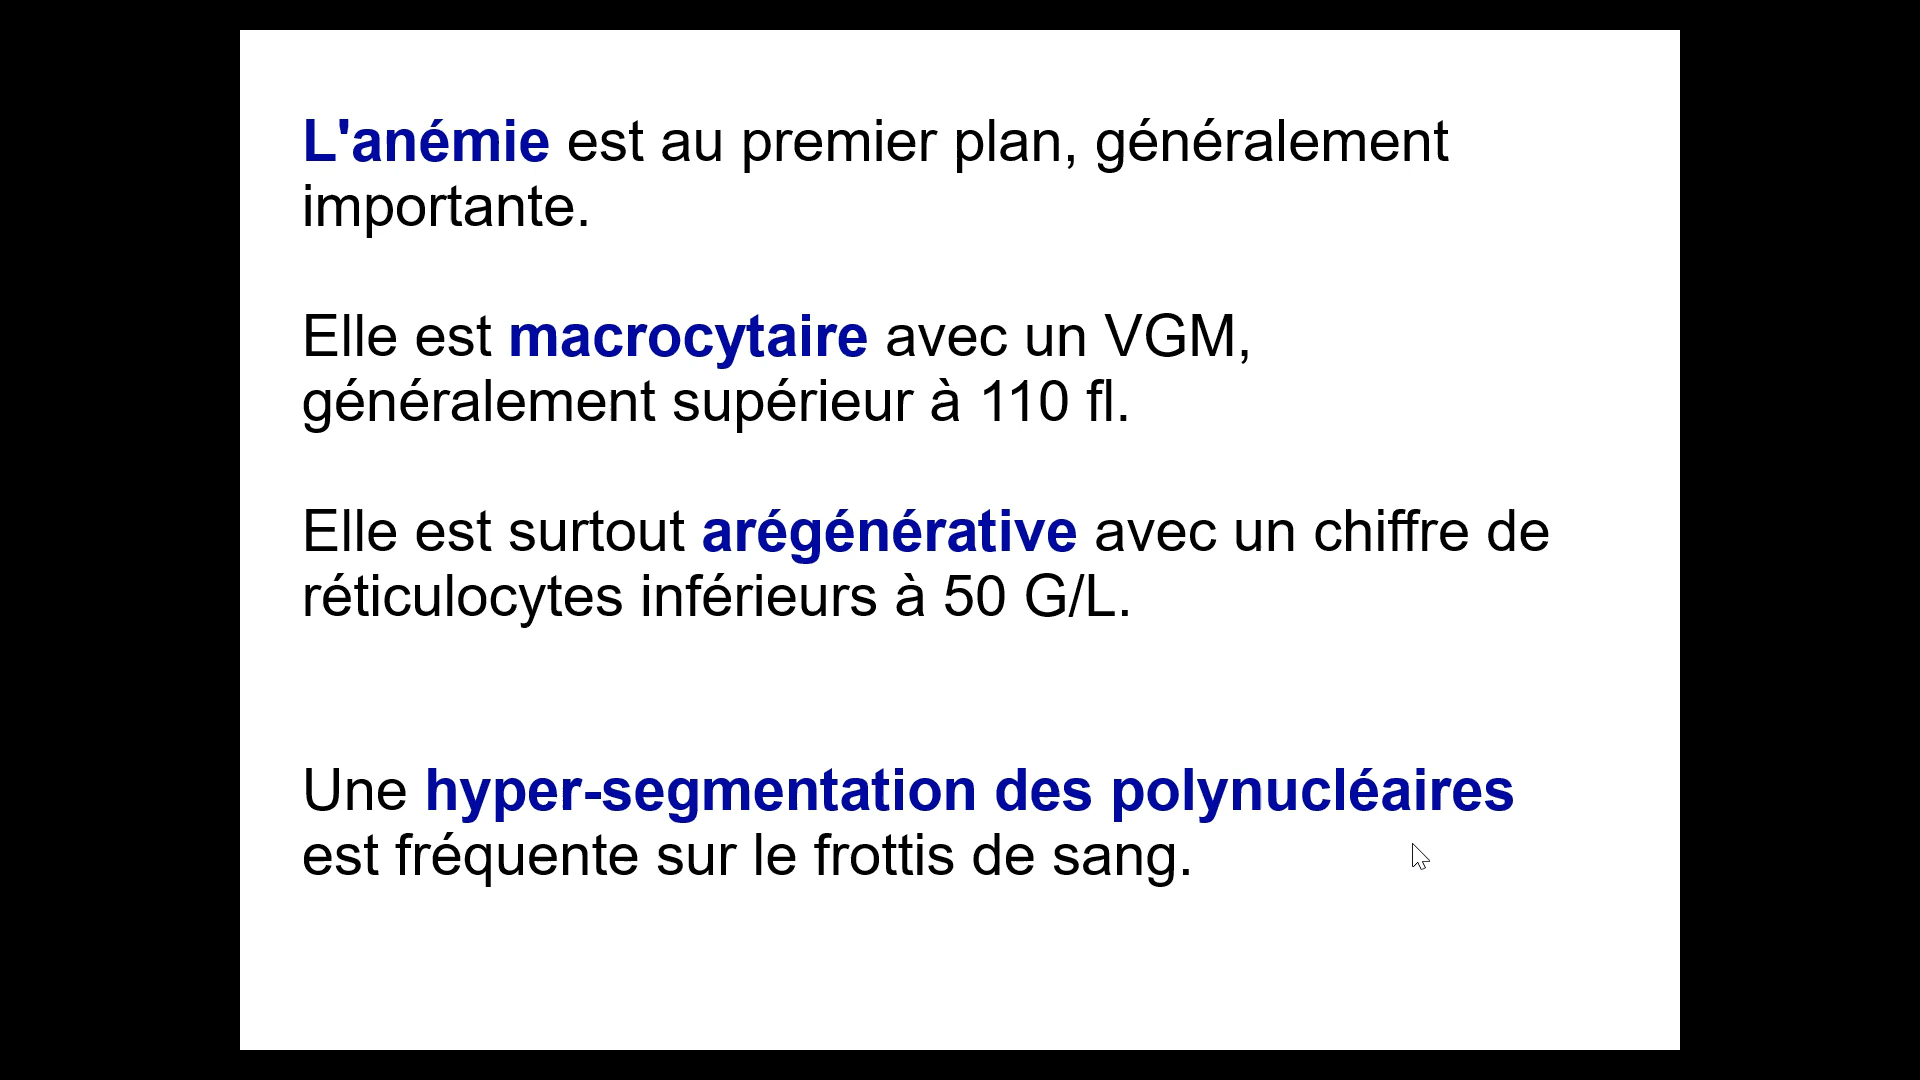 L'anémie est au premier plan, généralement
importante.
Elle est macrocytaire avec un VGM,
généralement supérieur à 110 fl.
Elle est surtout arégénérative avec un chiffre de
réticulocytes inférieurs à 50 G/L.
Une hyper-segmentation des polynucléaires
est fréquente sur le frottis de sang.